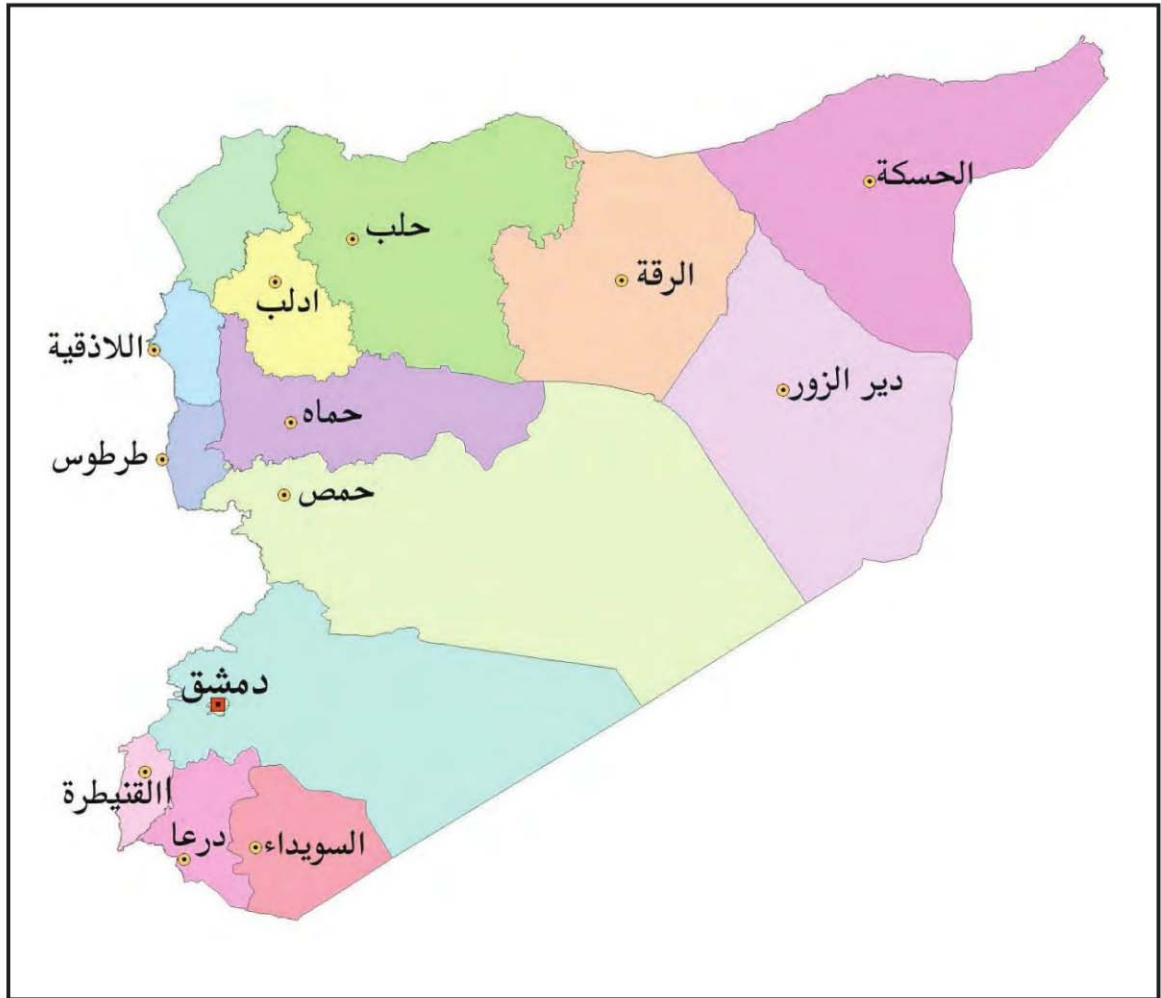 الحسكة
حلب
الرقة
ادلب
اللاذقية
دير الزور
حماه
طرطوس
حمص
دمشق
االقنيطرة
درعا
السويداء